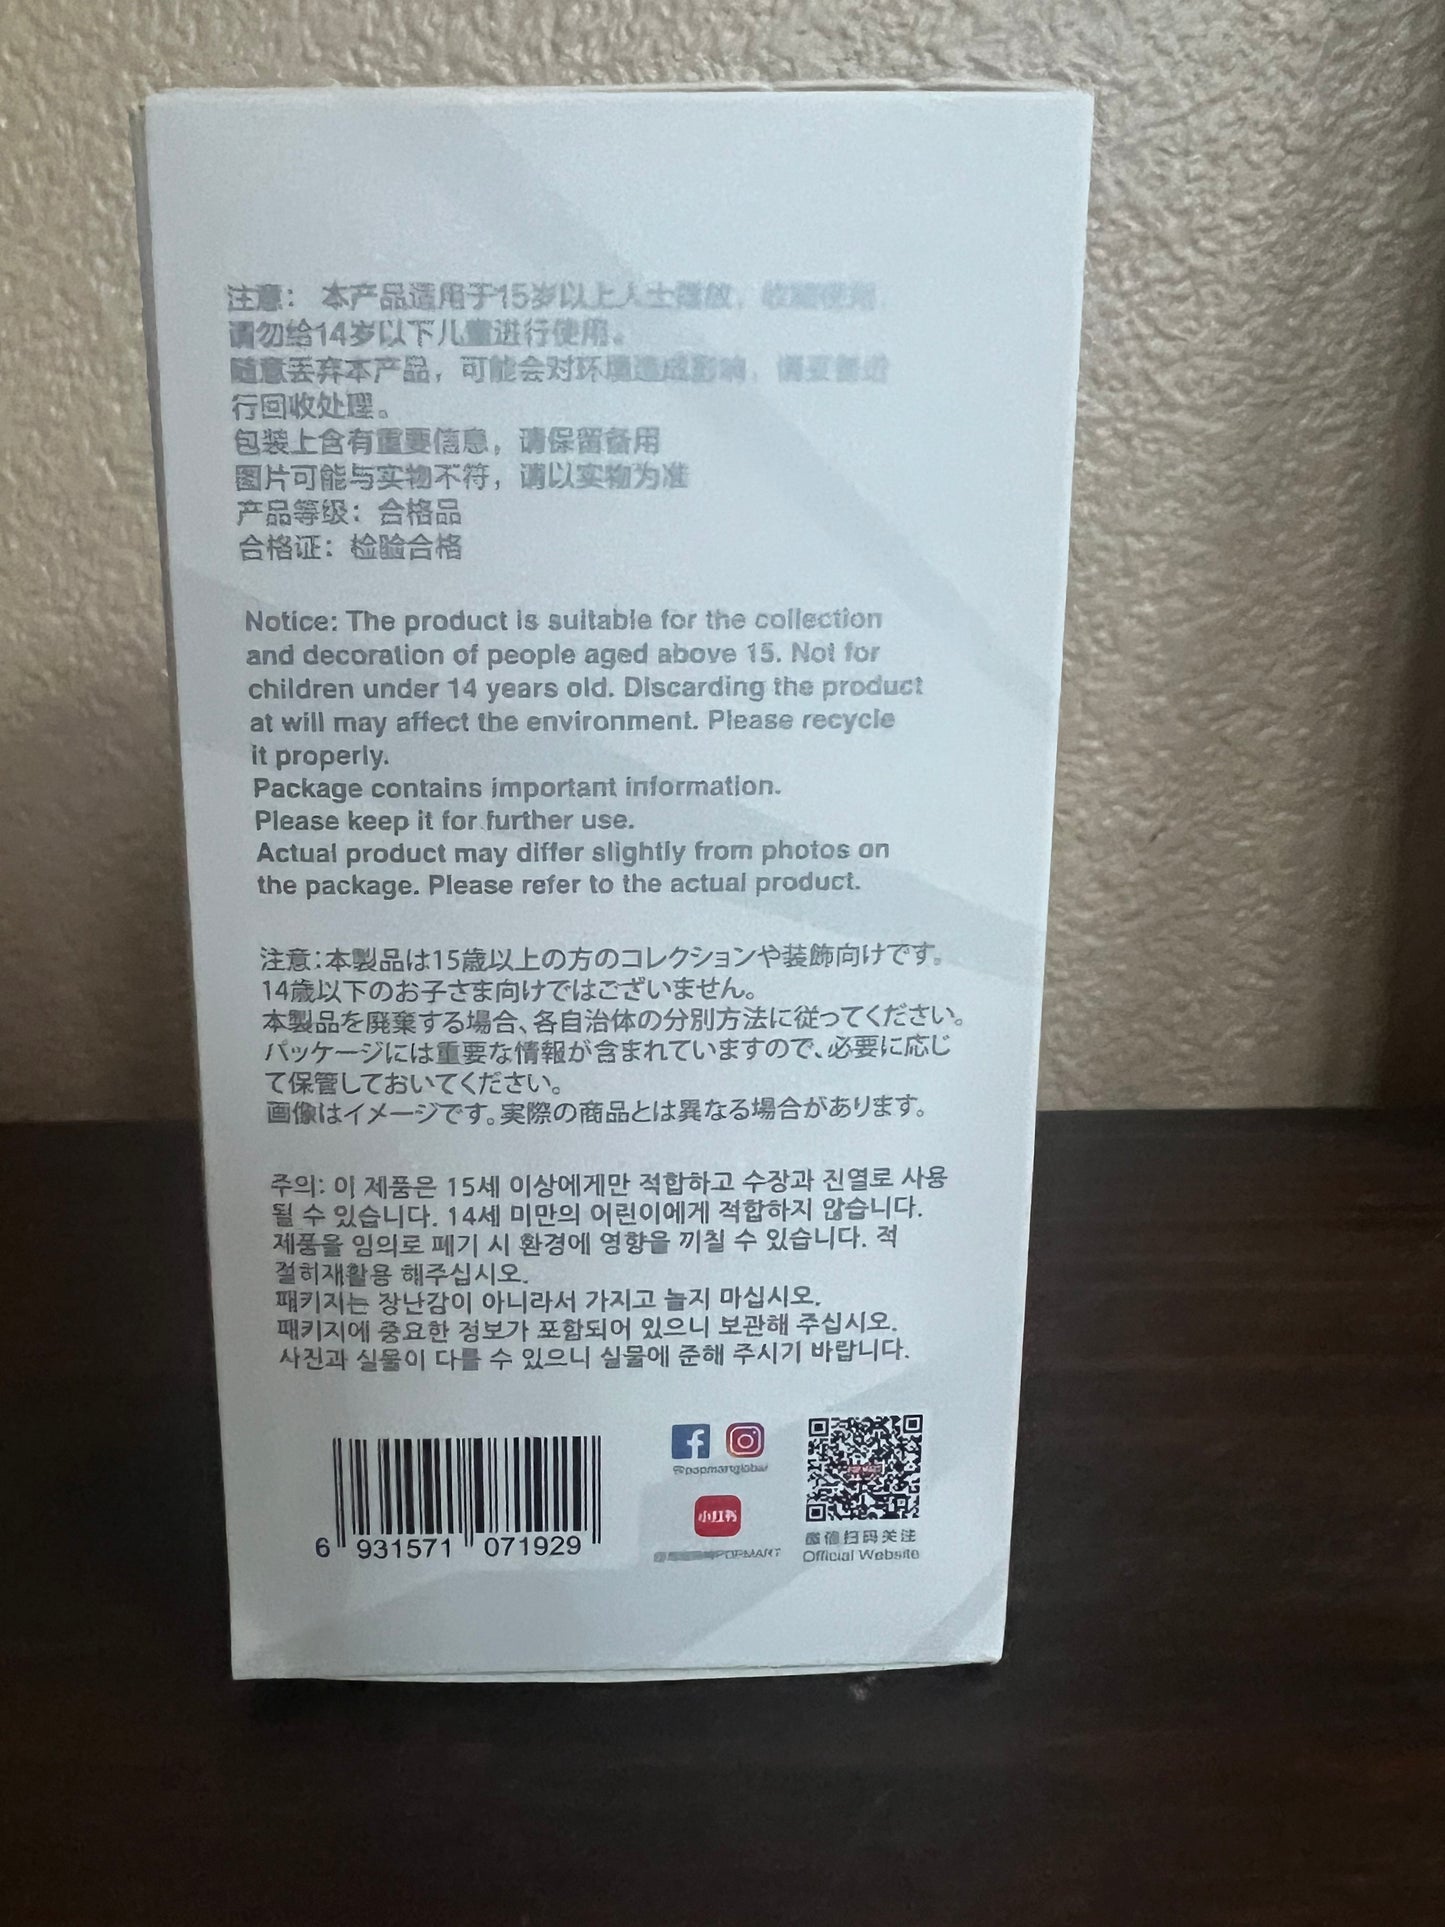 注意： 本产品适用于15岁以上人士
请勿给14岁以下儿童进行使用。
随意丢弃本产品，可能会对环境造成影响，
行回收处理。
包装上含有重要信息，请保留备用
图片可能与实物不符，请以实物为准
产品等级：合格品
合格证：检验合格
Notice: The product is suitable for the collection
and decoration of people aged above 15. Not for
children under 14 years old. Discarding the product
at will may affect the environment. Please recycle
it properly.
Package contains important information.
Please keep it for further use.
Actual product may differ slightly from photos on
the package. Please refer to the actual product.
注意：本製品は15歳以上の方のコレクションや装飾向けです。
14歳以下のお子さま向けではございません。
本製品を廃棄する場合、各自治体の分別方法に従ってください。
パッケージには重要な情報が含まれていますので、必要に応じ
て保管しておいてください。
画像はイメージです。実際の商品とは異なる場合があります。
주의: 이 제품은 15세 이상에게만 적합하고 수장과 진열로 사용
될 수 있습니다. 14세 미만의 어린이에게 적합하지 않습니다.
제품을 임의로 폐기 시 환경에 영향을 끼칠 수 있습니다. 적
절히재활용 해주십시오.
패키지는 장난감이 아니라서 가지고 놀지 마십시오.
패키지에 중요한 정보가 포함되어 있으니 보관해 주십시오.
사진과 실물이 다를 수 있으니 실물에 준해 주시기 바랍니다.
@popmartglobal
小红书
POPMART
微信扫码关注
Official Website
6 931571 071929